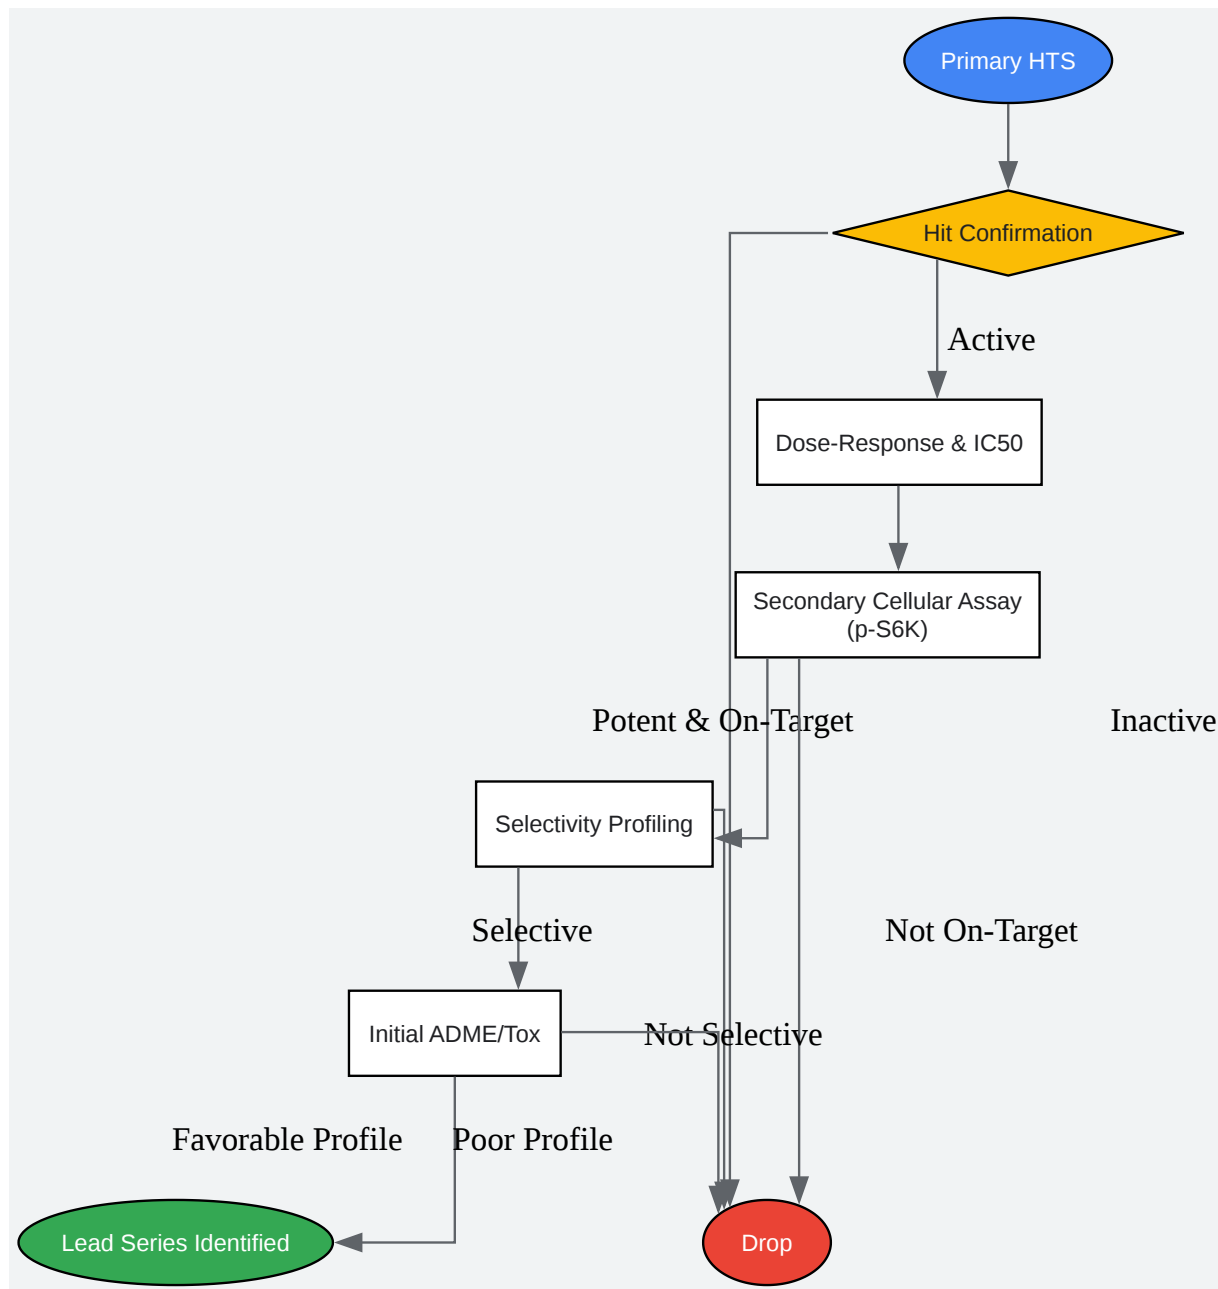 Primary HTS
Hit Confirmation
Active
Dose-Response & IC50
Secondary Cellular Assay
(p-S6K)
Potent & On-Target
Inactive
Selectivity Profiling
Selective
Not On-Target
Initial ADME/Tox
Not Selective
Favorable Profile
Poor Profile
Lead Series Identified
Drop